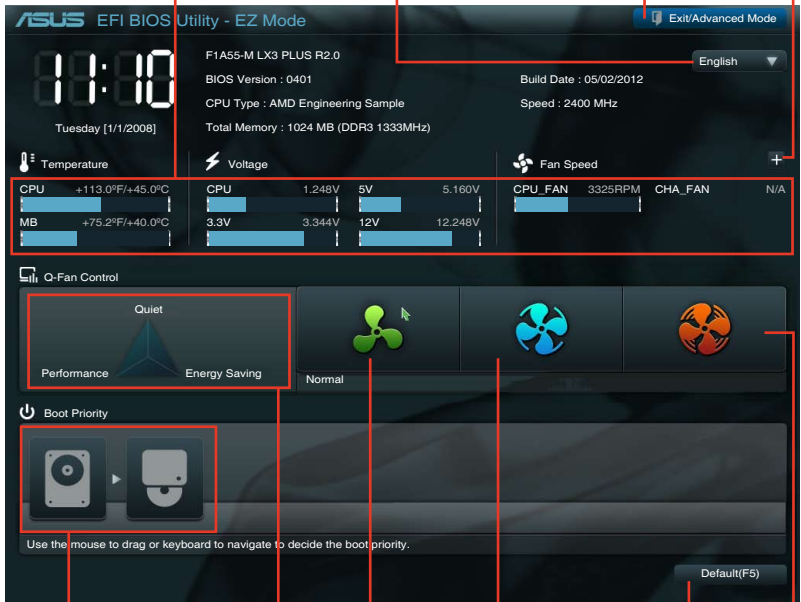 ASUS EFI BIOS Utility - EZ Mode
Exit/Advanced Mode
11:10
Tuesday [1/1/2008]
F1A55-M LX3 PLUS R2.0
BIOS Version : 0401
Build Date : 05/02/2012
CPU Type : AMD Engineering Sample
Speed : 2400 MHz
Total Memory : 1024 MB (DDR3 1333MHz)
English
Temperature
CPU +113.0ºF/+45.0ºC
MB +75.2ºF/+40.0ºC
Voltage
CPU 1.248V 5V 5.160V
3.3V 3.344V 12V 12.248V
Fan Speed
CPU_FAN 3325RPM CHA_FAN N/A
Q-Fan Control
Quiet
Performance
Energy Saving
Normal
Boot Priority
Use the mouse to drag or keyboard to navigate to decide the boot priority.
Default(F5)